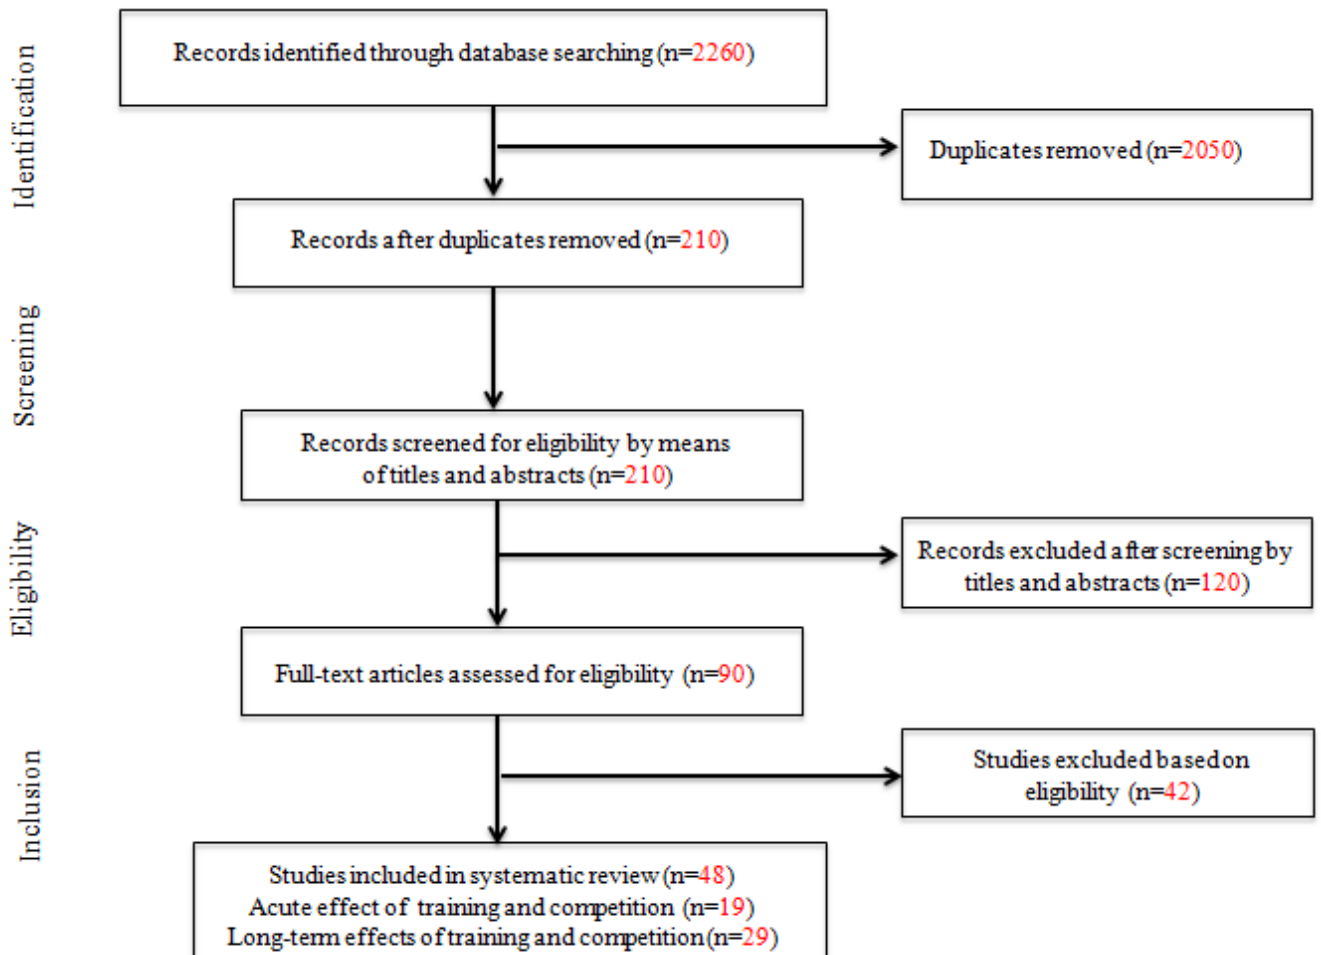 Identification
Records identified through database searching (n=2260)
Duplicates removed (n=2050)
Records after duplicates removed (n=210)
Screening
Records screened for eligibility by means
of titles and abstracts (n=210)
Eligibility
Records excluded after screening by
titles and abstracts (n=120)
Full-text articles assessed for eligibility (n=90)
Inclusion
Studies excluded based on
eligibility (n=42)
Studies included in systematic review (n=48)
Acute effect of training and competition (n=19)
Long-term effects of training and competition (n=29)